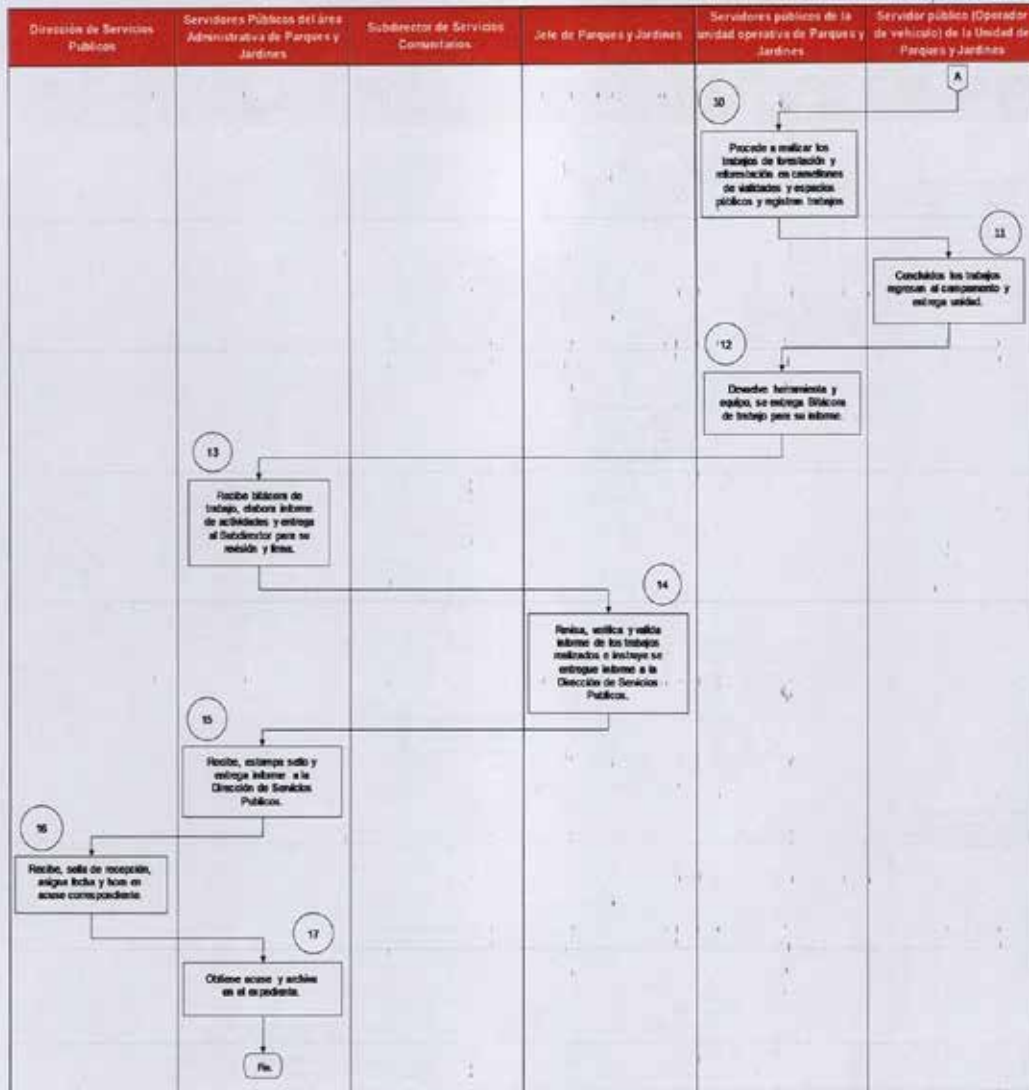 Dirección de Servicios
Publicos
Servidores Públicos del área
Administrativa de Parques y
Jardines
Subdirector de Servicios
Comunitarios
Jefe de Parques y Jardines
Servidores públicos de la
unidad operativa de Parques y
Jardines
Servidor público (Operador
de vehículo) de la Unidad de
Parques y Jardines
A
10
Procede a realizar los
trabajos de forestación y
reforestación en camellones
de vialidades y espacios
públicos y registran trabajos
11
Concluidos los trabajos
regresan al campamento y
entrega unidad.
12
Devuelve herramienta y
equipo, se entrega Bitácora
de trabajo para su informe.
13
Recibe bitácora de
trabajo, elabora informe
de actividades y entrega
al Subdirector para su
revisión y firma.
14
Revisa, verifica y valida
informe de los trabajos
realizados e instruye se
entregue informe a la
Dirección de Servicios
Publicos.
15
Recibe, estampa sello y
entrega informe a la
Dirección de Servicios
Publicos.
16
Recibe, sella de recepción,
asigna fecha y hora en
acuse correspondiente.
17
Obtiene acuse y archiva
en el expediente.
Fin.